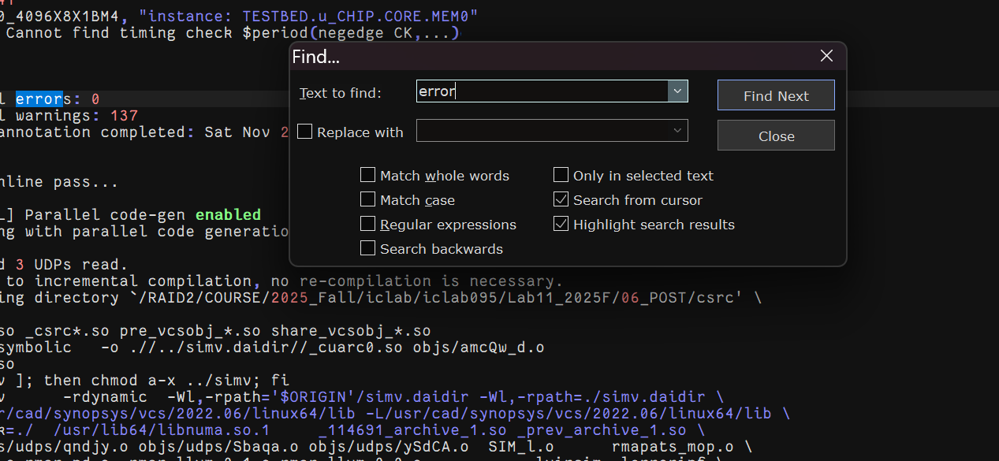 0_4096X8X1BM4, "instance: TESTBED.u_CHIP.CORE.MEM0"
Cannot find timing check $period(negedge CK,...)
Find...
Text to find:
error
Find Next
Replace with
Close
Match whole words
Only in selected text
Match case
Search from cursor
Regular expressions
Highlight search results
Search backwards
l errors: 0
l warnings: 137
annotation completed: Sat Nov 2
nline pass...
L] Parallel code-gen enabled
ng with parallel code generatio
d 3 UDPs read.
to incremental compilation, no re-compilation is necessary.
ing directory `/RAID2/COURSE/2025_Fall/iclab/iclab095/Lab11_2025F/06_POST/csrc' \
so _csrc*.so pre_vcsobj_*.so share_vcsobj_*.so
symbolic -o .//../simv.daidir//_cuarc0.so objs/amcQw_d.o
so
v ]; then chmod a-x ../simv; fi
v -rdynamic -Wl,-rpath='$ORIGIN'/simv.daidir -Wl,-rpath=./simv.daidir \
r/cad/synopsys/vcs/2022.06/linux64/lib -L/usr/cad/synopsys/vcs/2022.06/linux64/lib \
=./ /usr/lib64/libnuma.so.1 _114691_archive_1.so _prev_archive_1.so \
s/udps/qndjy.o objs/udps/Sbaqa.o objs/udps/ySdCA.o SIM_l.o rmapats_mop.o \